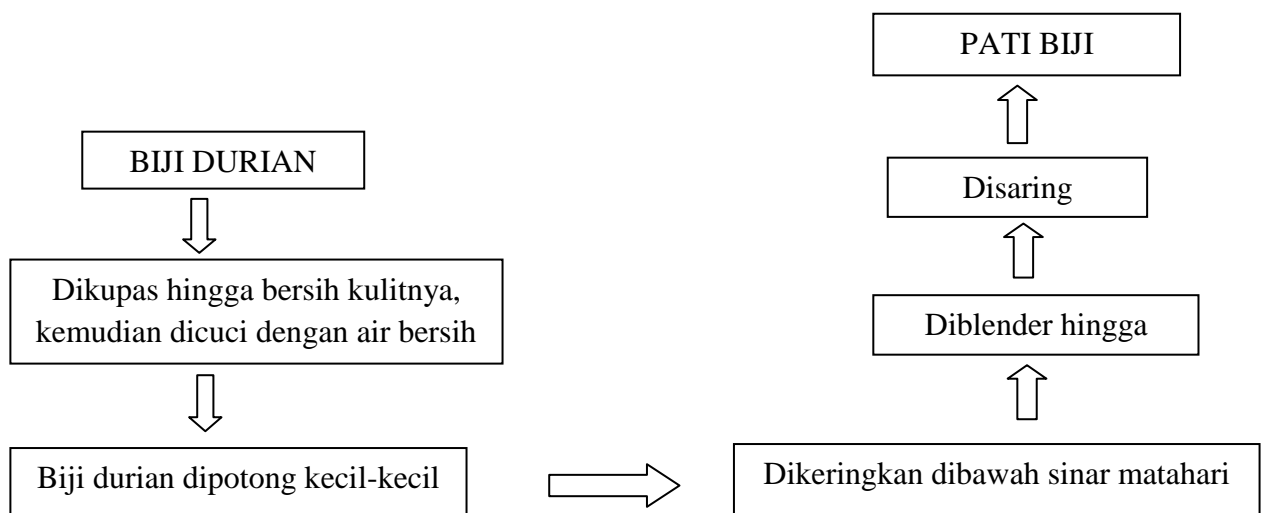 BIJI DURIAN
Dikupas hingga bersih kulitnya,
kemudian dicuci dengan air bersih
Biji durian dipotong kecil-kecil
Dikeringkan dibawah sinar matahari
Diblender hingga
Disaring
PATI BIJI